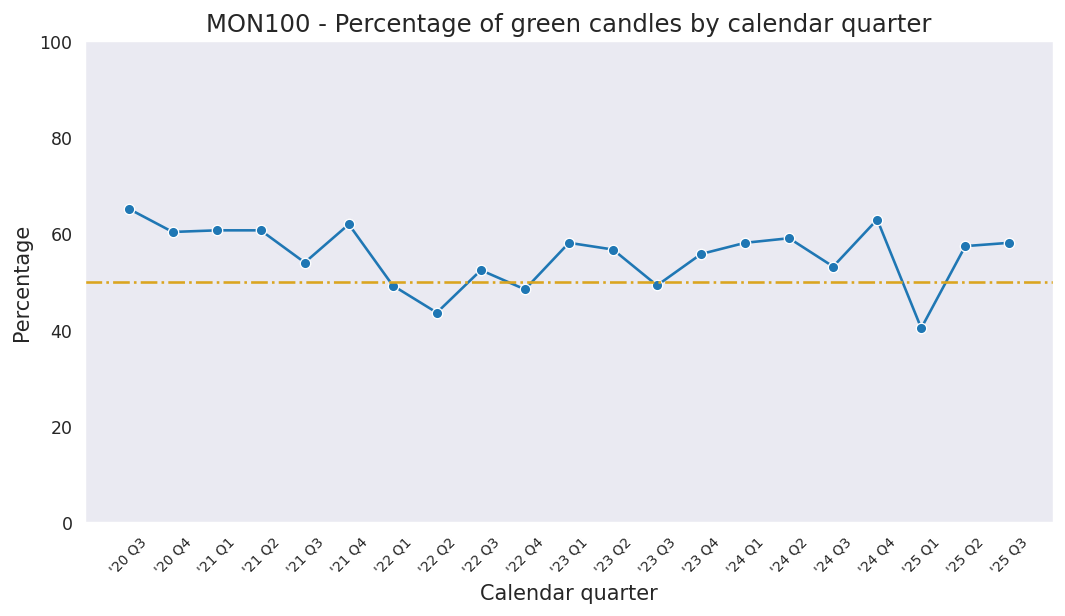 MON100 - Percentage of green candles by calendar quarter
Percentage
100
80
60
40
20
0
'20 Q3
'20 Q4
'21 Q1
'21 Q2
'21 Q3
'21 Q4
'22 Q1
'22 Q2
'22 Q3
'22 Q4
'23 Q1
'23 Q2
'23 Q3
'23 Q4
'24 Q1
'24 Q2
'24 Q3
'24 Q4
'25 Q1
'25 Q2
'25 Q3
Calendar quarter